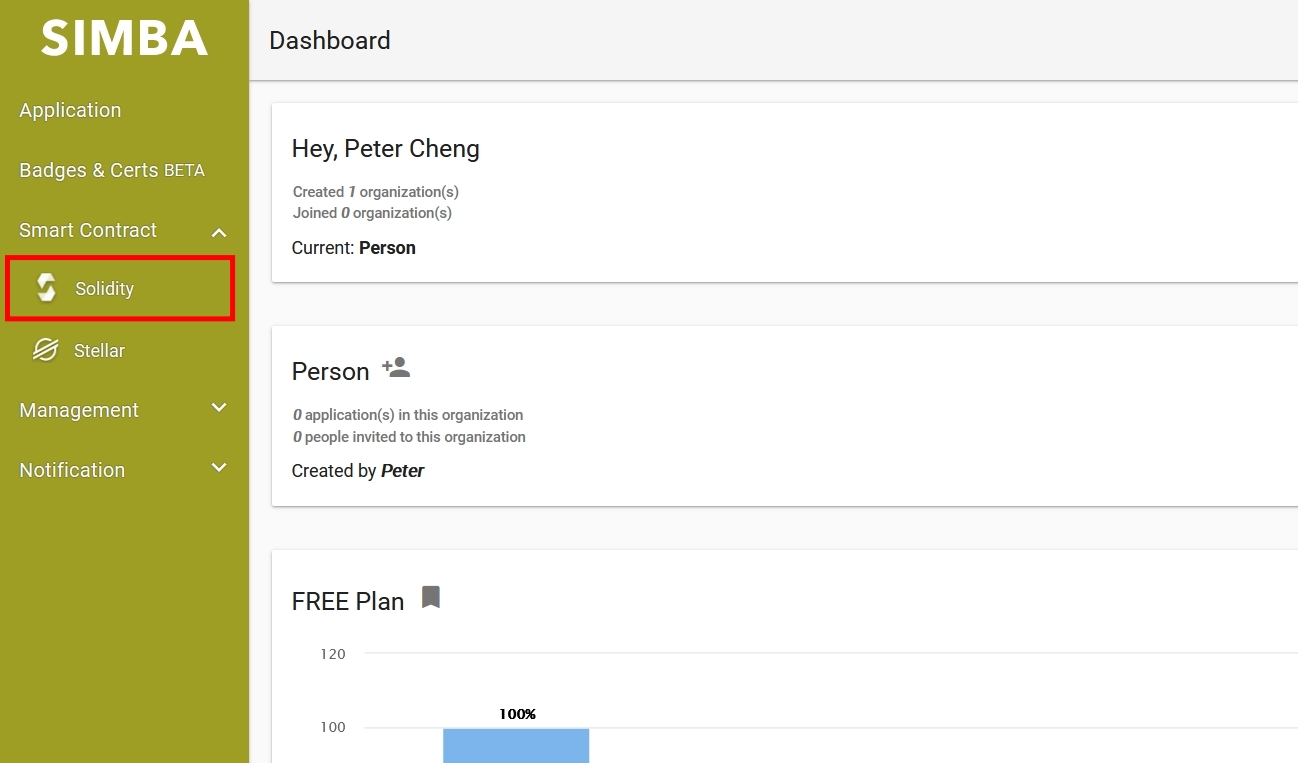 SIMBA
Application
Badges & Certs BETA
Smart Contract
Solidity
Stellar
Management
Notification
Dashboard
Hey, Peter Cheng
Created 1 organization(s)
Joined 0 organization(s)
Current: Person
Person
0 application(s) in this organization
0 people invited to this organization
Created by Peter
FREE Plan
120
100%
100